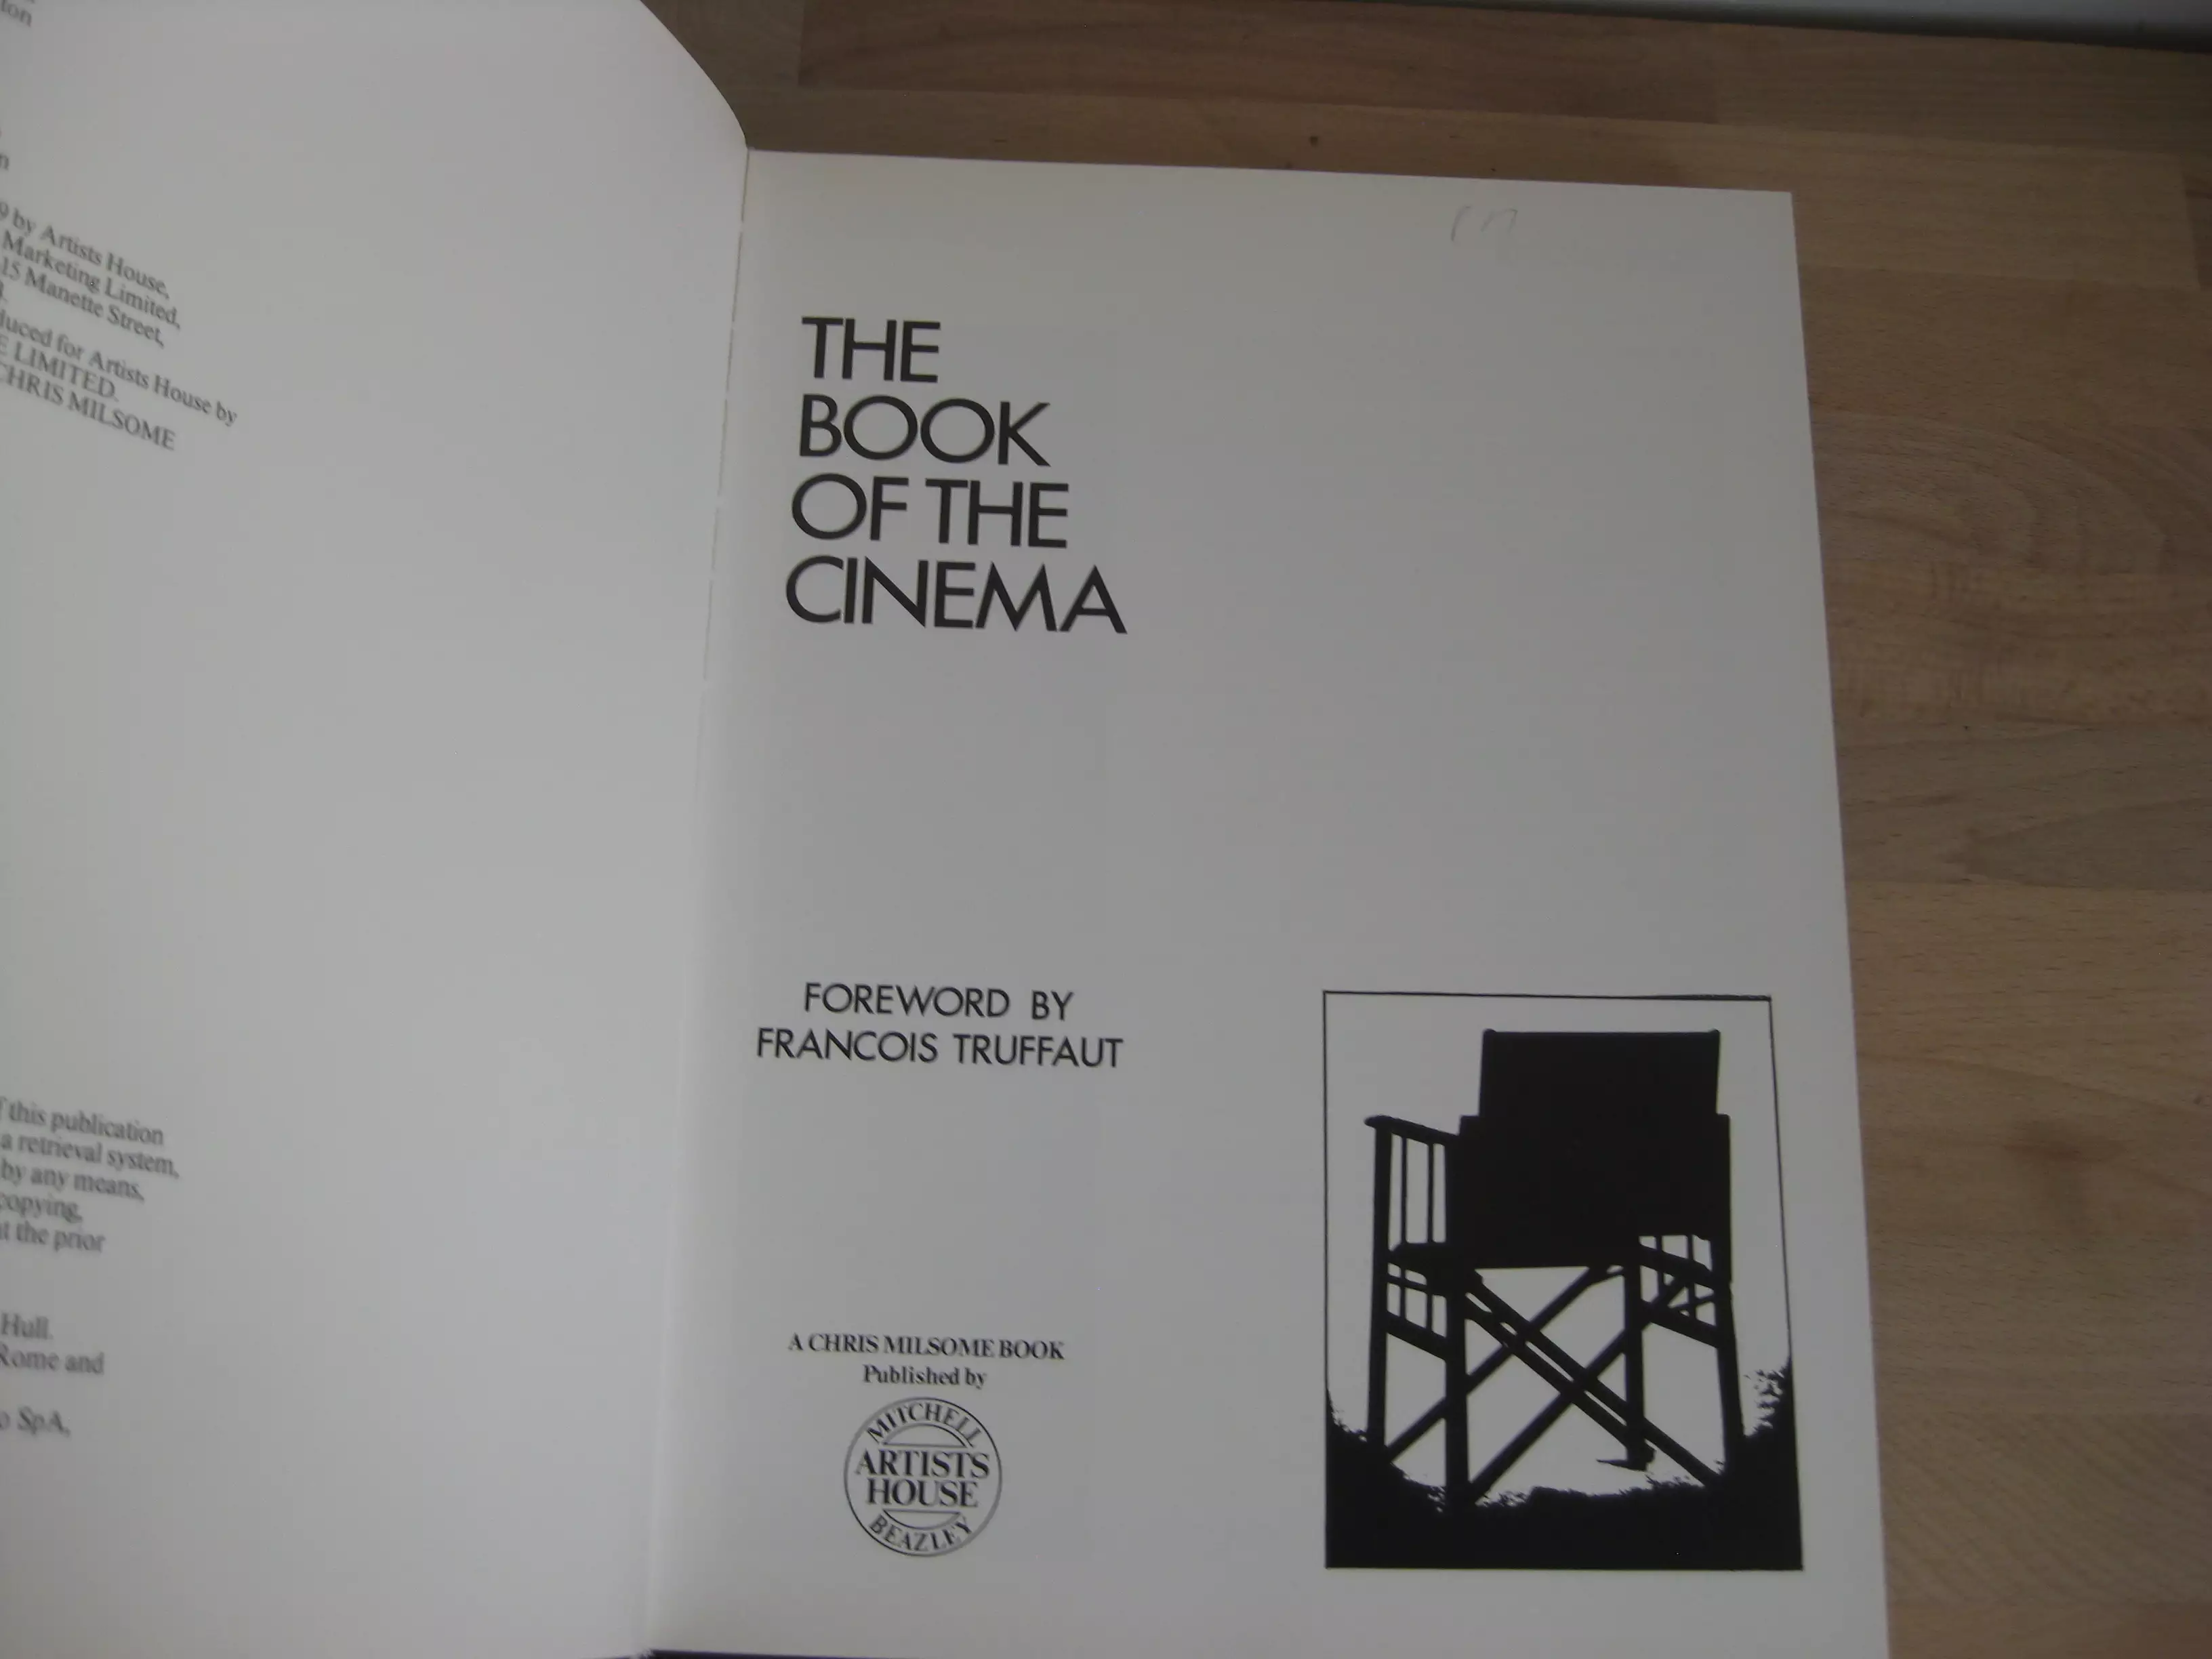 by Artists House,
Marketing Limited,
15 Manette Street,
for Artists House by
LIMITED.
CHRIS MILSOME
this publication
a retrieval system,
by any means,
copying,
the prior
Hull.
Rome and
SpA,
THE
BOOK
OF THE
CINEMA
FOREWORD BY
FRANCOIS TRUFFAUT
A CHRIS MILSOME BOOK
Published by
MITCHELL
ARTISTS
HOUSE
BEAZLEY